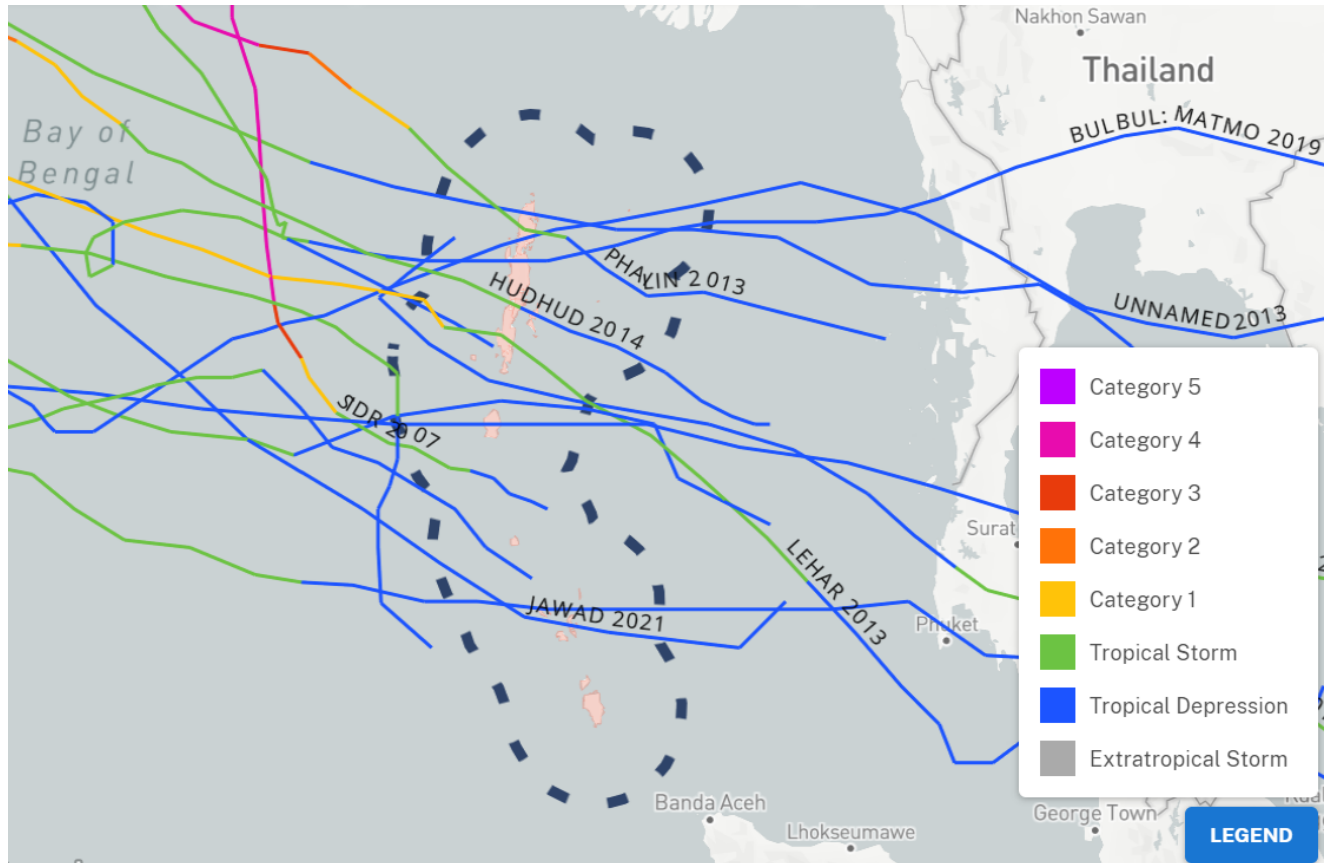 Nakhon Sawan
Thailand
Bay of
Bengal
BULBUL: MATMO 2019
PHAILIN 2013
HUDHUD 2014
UNNAMED 2013
SIDR 2007
LEHAR 2013
JAWAD 2021
Surat
Phuket
Banda Aceh
Lhokseumawe
George Town
Category 5
Category 4
Category 3
Category 2
Category 1
Tropical Storm
Tropical Depression
Extratropical Storm
LEGEND